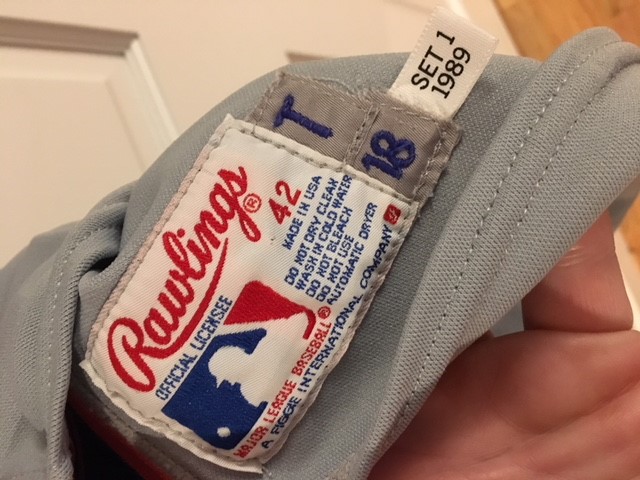 SET 1
1989
T
18
Rawlings®
42
MADE IN USA
DO NOT DRY CLEAN
WASH IN COLD WATER
DO NOT BLEACH
DO NOT USE
AUTOMATIC DRYER
OFFICIAL LICENSEE
MAJOR LEAGUE BASEBALL®
A FIGGIE INTERNATIONAL COMPANY